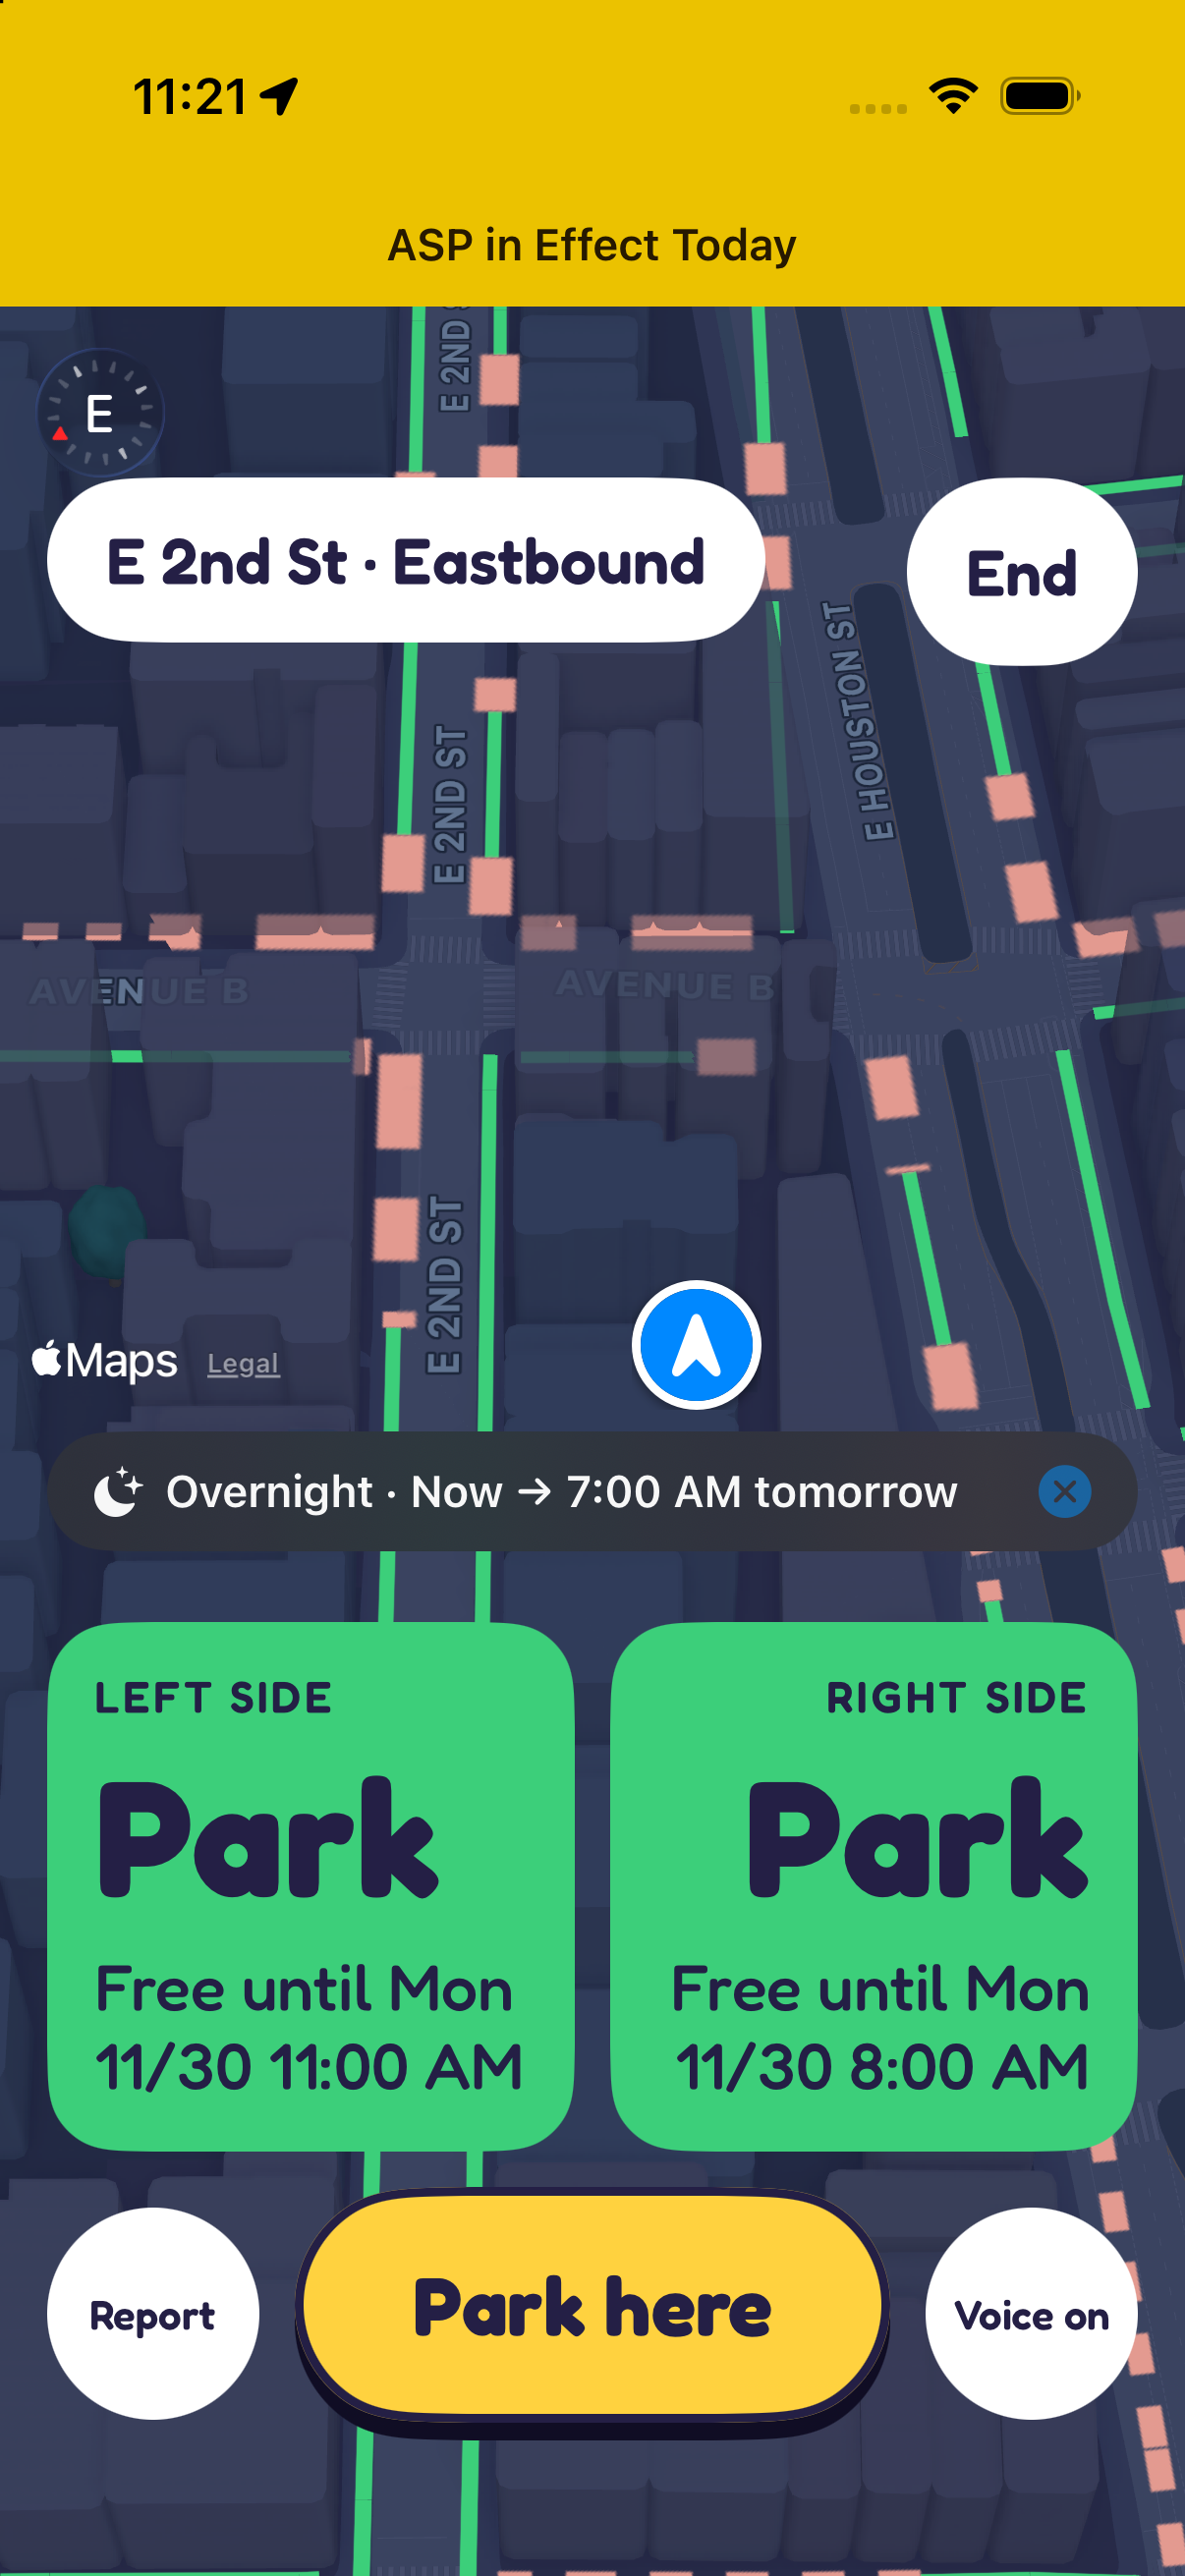 11:21
ASP in Effect Today
E 2ND S
E
E 2nd St · Eastbound
End
E HOUSTON ST
E 2ND ST
AVENUE B
AVENUE B
E 2ND ST
Maps Legal
Overnight · Now → 7:00 AM tomorrow
LEFT SIDE
Park
Free until Mon
11/30 11:00 AM
RIGHT SIDE
Park
Free until Mon
11/30 8:00 AM
Report
Park here
Voice on